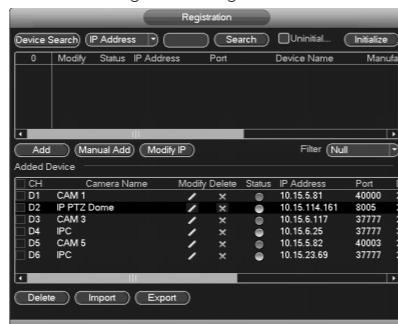 Registration
Device Search IP Address Search Uninitial... Initialize
0 Modify Status IP Address Port Device Name Manufa
Add Manual Add Modify IP Filter Null
Added Device
CH Camera Name Modify Delete Status IP Address Port
D1 CAM 1 10.15.5.81 40000
D2 IP PTZ Dome 10.15.114.161 8005
D3 CAM 3 10.15.6.117 37777
D4 IPC 10.15.6.25 37777
D5 CAM 5 10.15.5.82 40003
D6 IPC 10.15.23.69 37777
Delete Import Export